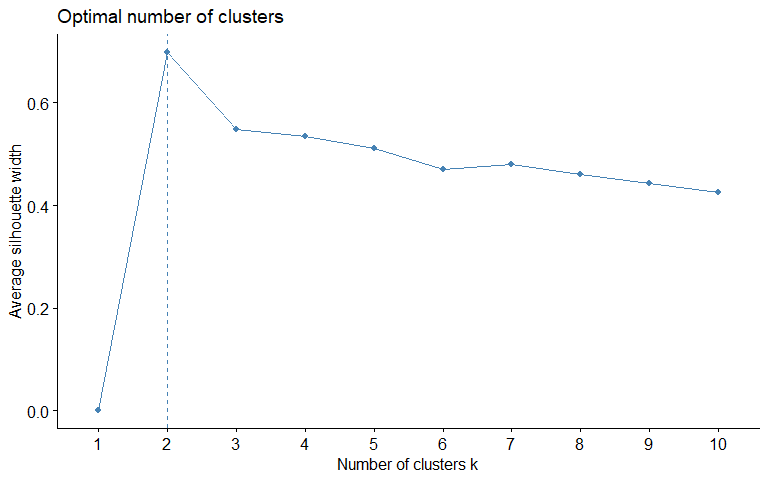 Optimal number of clusters
Average silhouette width
0.6
0.4
0.2
0.0
1 2 3 4 5 6 7 8 9 10
Number of clusters k